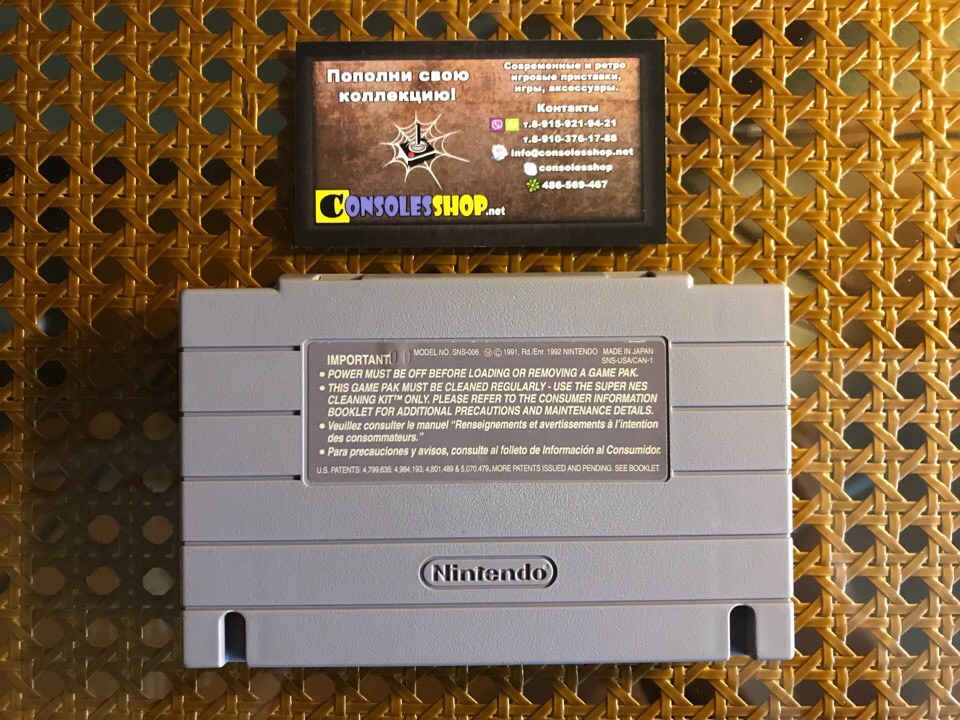 Пополни свою
коллекцию!
CONSOLESSHOP.net
Современные и ретро
игровые приставки,
игры, аксессуары.
Контакты
т.8-915-921-94-21
т.8-910-376-17-88
info@consolesshop.net
consolesshop
486-569-467
IMPORTANT: MODEL NO. SNS-006 Ⓜ © 1991, Rd./Enr. 1992 NINTENDO MADE IN JAPAN
SNS-USA/CAN-1
• POWER MUST BE OFF BEFORE LOADING OR REMOVING A GAME PAK.
• THIS GAME PAK MUST BE CLEANED REGULARLY - USE THE SUPER NES
CLEANING KIT™ ONLY. PLEASE REFER TO THE CONSUMER INFORMATION
BOOKLET FOR ADDITIONAL PRECAUTIONS AND MAINTENANCE DETAILS.
• Veuillez consulter le manuel "Renseignements et avertissements à l'intention
des consommateurs."
• Para precauciones y avisos, consulte al folleto de Información al Consumidor.
U.S. PATENTS: 4,799,635; 4,984,193; 4,801,489 & 5,070,479. MORE PATENTS ISSUED AND PENDING. SEE BOOKLET.
Nintendo